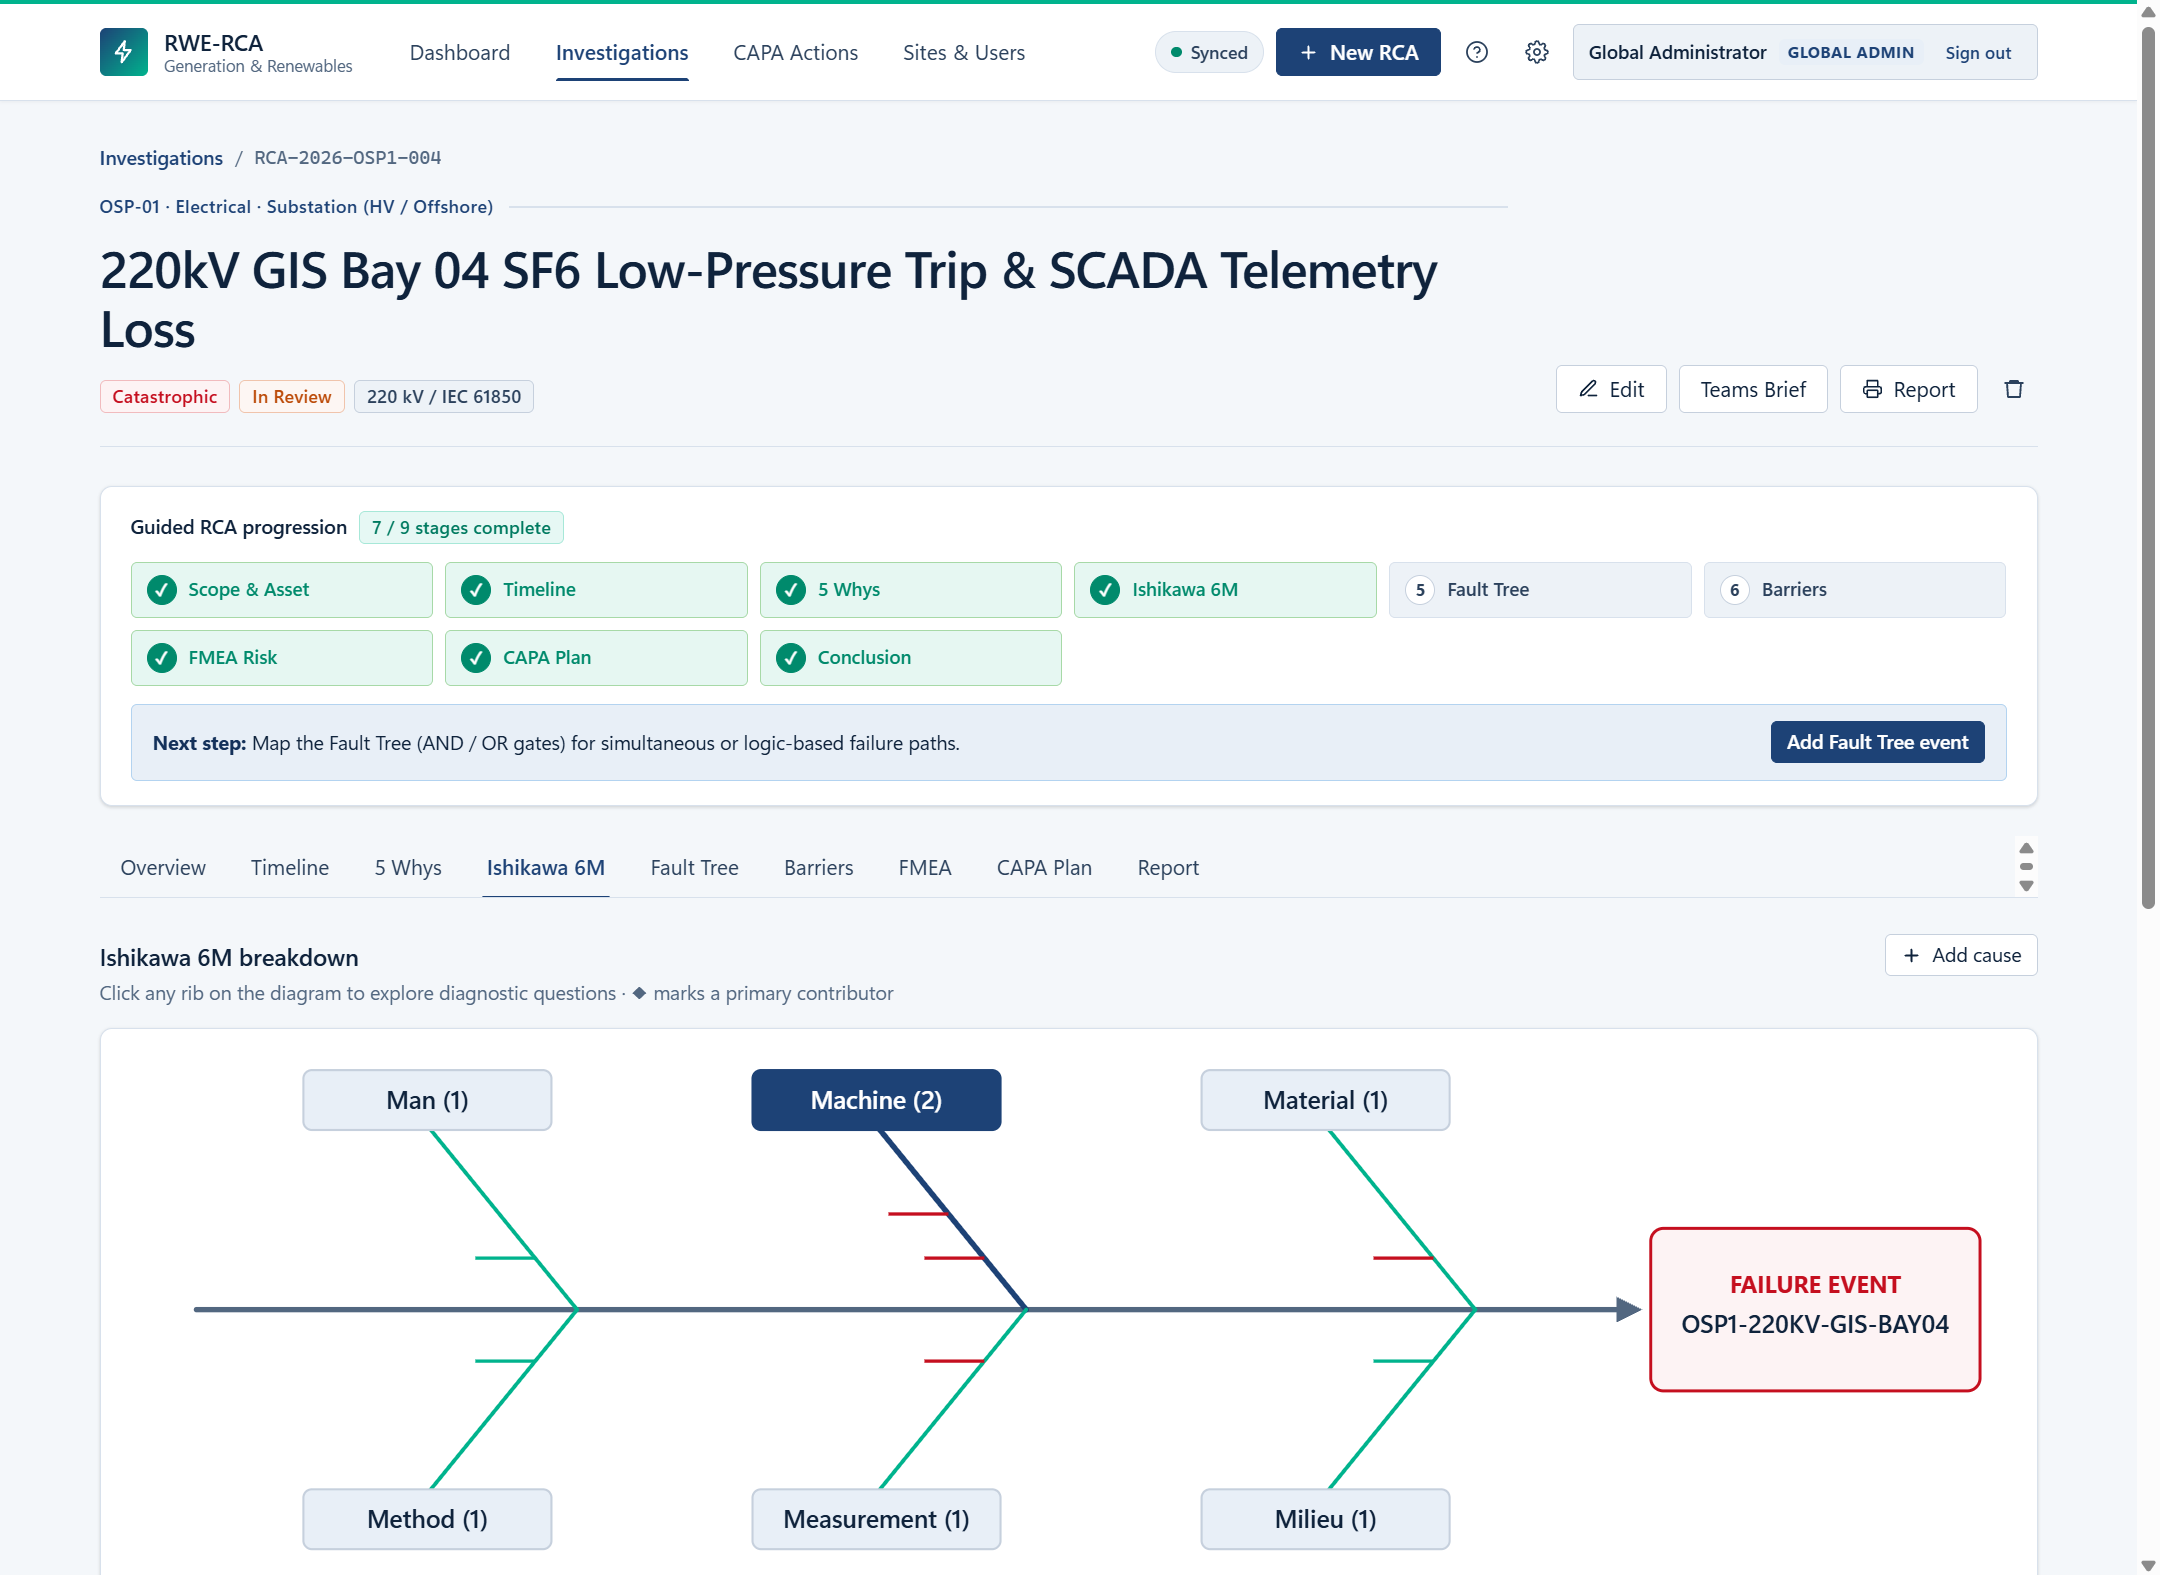 RWE-RCA
Generation & Renewables
Dashboard
Investigations
CAPA Actions
Sites & Users
Synced
+ New RCA
Global Administrator GLOBAL ADMIN Sign out
Investigations / RCA-2026-OSP1-004
OSP-01 · Electrical · Substation (HV / Offshore)
220kV GIS Bay 04 SF6 Low-Pressure Trip & SCADA Telemetry
Loss
Catastrophic
In Review
220 kV / IEC 61850
Edit
Teams Brief
Report
Guided RCA progression
7 / 9 stages complete
Scope & Asset
Timeline
5 Whys
Ishikawa 6M
5 Fault Tree
6 Barriers
FMEA Risk
CAPA Plan
Conclusion
Next step: Map the Fault Tree (AND / OR gates) for simultaneous or logic-based failure paths.
Add Fault Tree event
Overview
Timeline
5 Whys
Ishikawa 6M
Fault Tree
Barriers
FMEA
CAPA Plan
Report
Ishikawa 6M breakdown
+ Add cause
Click any rib on the diagram to explore diagnostic questions · ◆ marks a primary contributor
Man (1)
Machine (2)
Material (1)
FAILURE EVENT
OSP1-220KV-GIS-BAY04
Method (1)
Measurement (1)
Milieu (1)